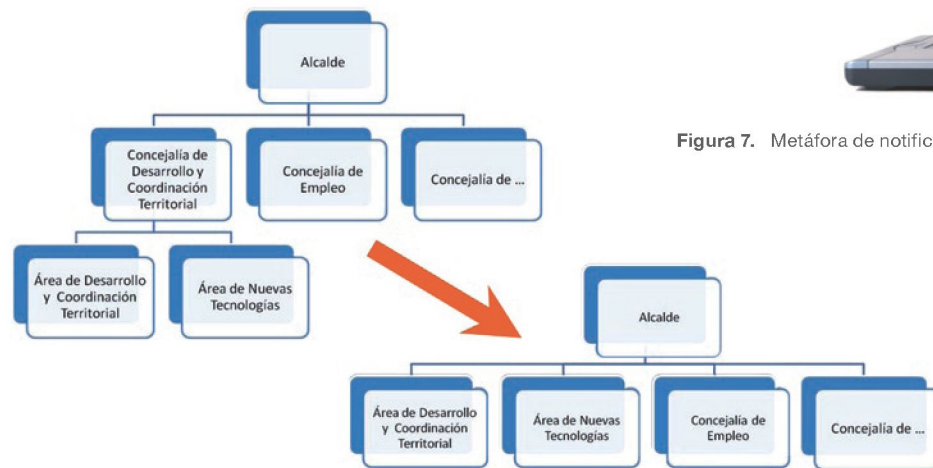 Alcalde
Concejalía de
Desarrollo y
Coordinación
Territorial
Concejalía de
Empleo
Concejalía de ...
Área de Desarrollo
y Coordinación
Territorial
Área de Nuevas
Tecnologías
Figura 7. Metáfora de notific
Alcalde
Área de Desarrollo
y Coordinación
Territorial
Área de Nuevas
Tecnologías
Concejalía de
Empleo
Concejalía de ...